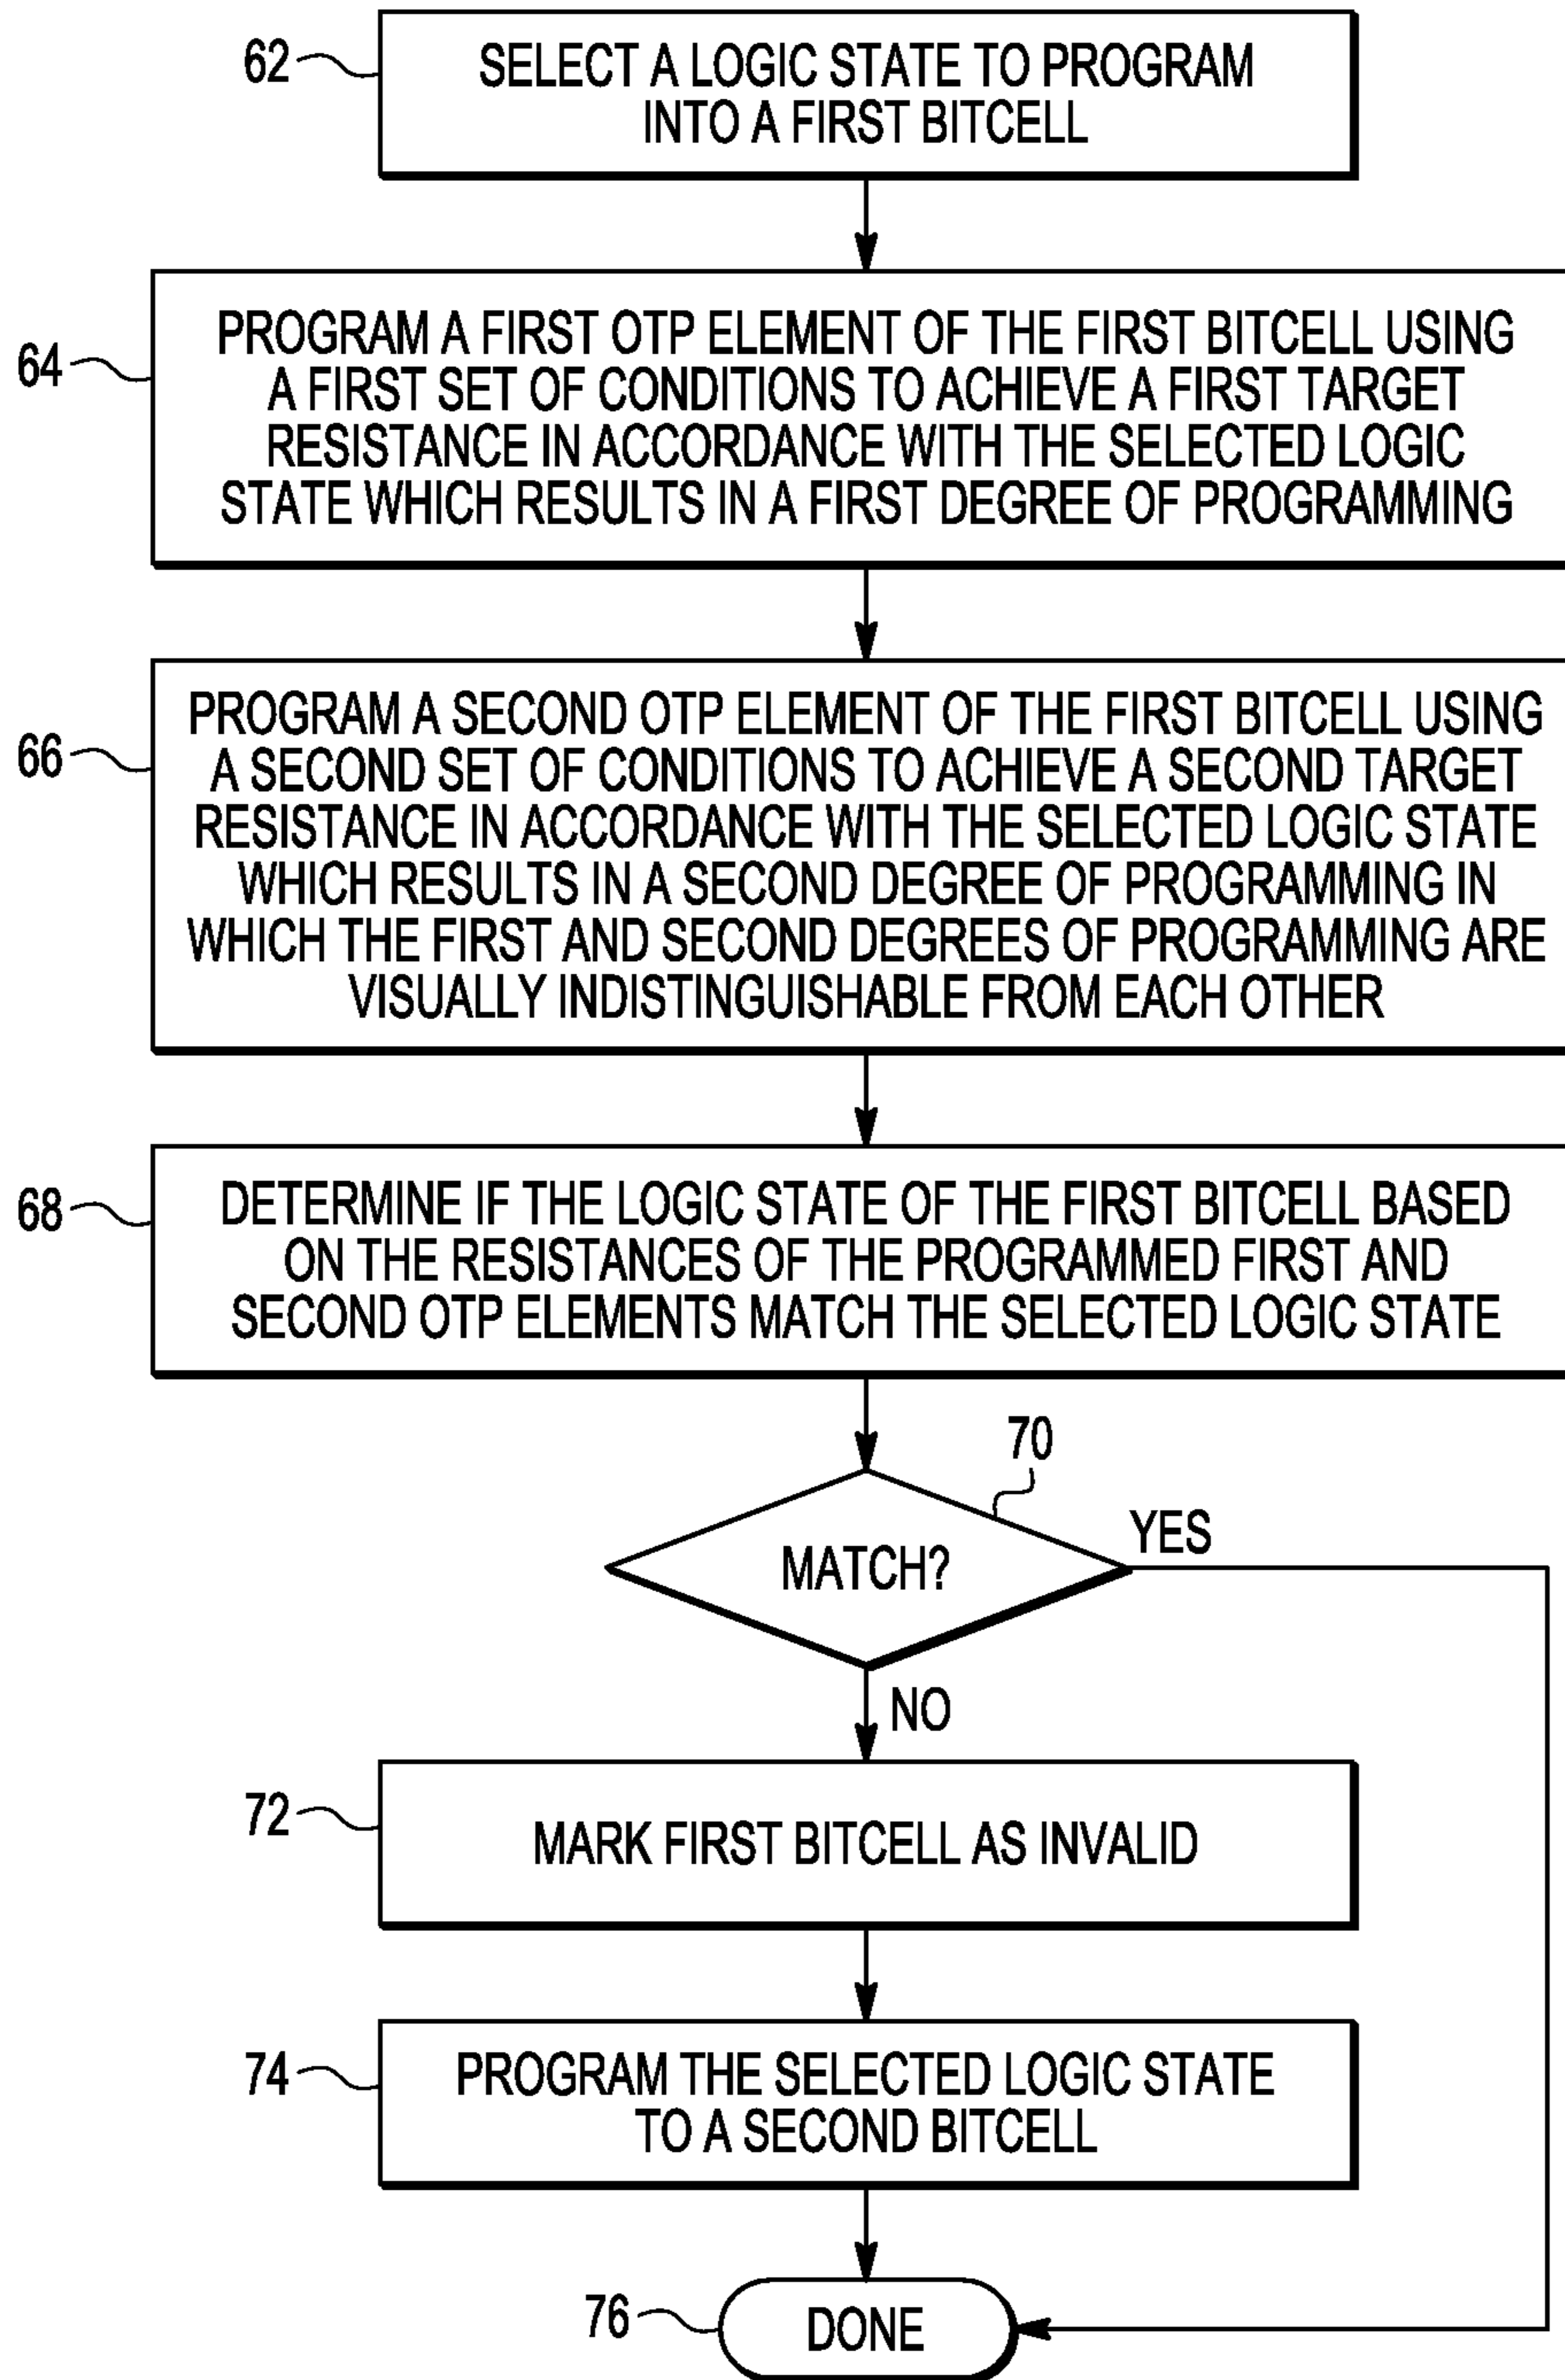 62
SELECT A LOGIC STATE TO PROGRAM
INTO A FIRST BITCELL
64
PROGRAM A FIRST OTP ELEMENT OF THE FIRST BITCELL USING
A FIRST SET OF CONDITIONS TO ACHIEVE A FIRST TARGET
RESISTANCE IN ACCORDANCE WITH THE SELECTED LOGIC
STATE WHICH RESULTS IN A FIRST DEGREE OF PROGRAMMING
66
PROGRAM A SECOND OTP ELEMENT OF THE FIRST BITCELL USING
A SECOND SET OF CONDITIONS TO ACHIEVE A SECOND TARGET
RESISTANCE IN ACCORDANCE WITH THE SELECTED LOGIC STATE
WHICH RESULTS IN A SECOND DEGREE OF PROGRAMMING IN
WHICH THE FIRST AND SECOND DEGREES OF PROGRAMMING ARE
VISUALLY INDISTINGUISHABLE FROM EACH OTHER
68
DETERMINE IF THE LOGIC STATE OF THE FIRST BITCELL BASED
ON THE RESISTANCES OF THE PROGRAMMED FIRST AND
SECOND OTP ELEMENTS MATCH THE SELECTED LOGIC STATE
70
MATCH?
YES
NO
72
MARK FIRST BITCELL AS INVALID
74
PROGRAM THE SELECTED LOGIC STATE
TO A SECOND BITCELL
76
DONE